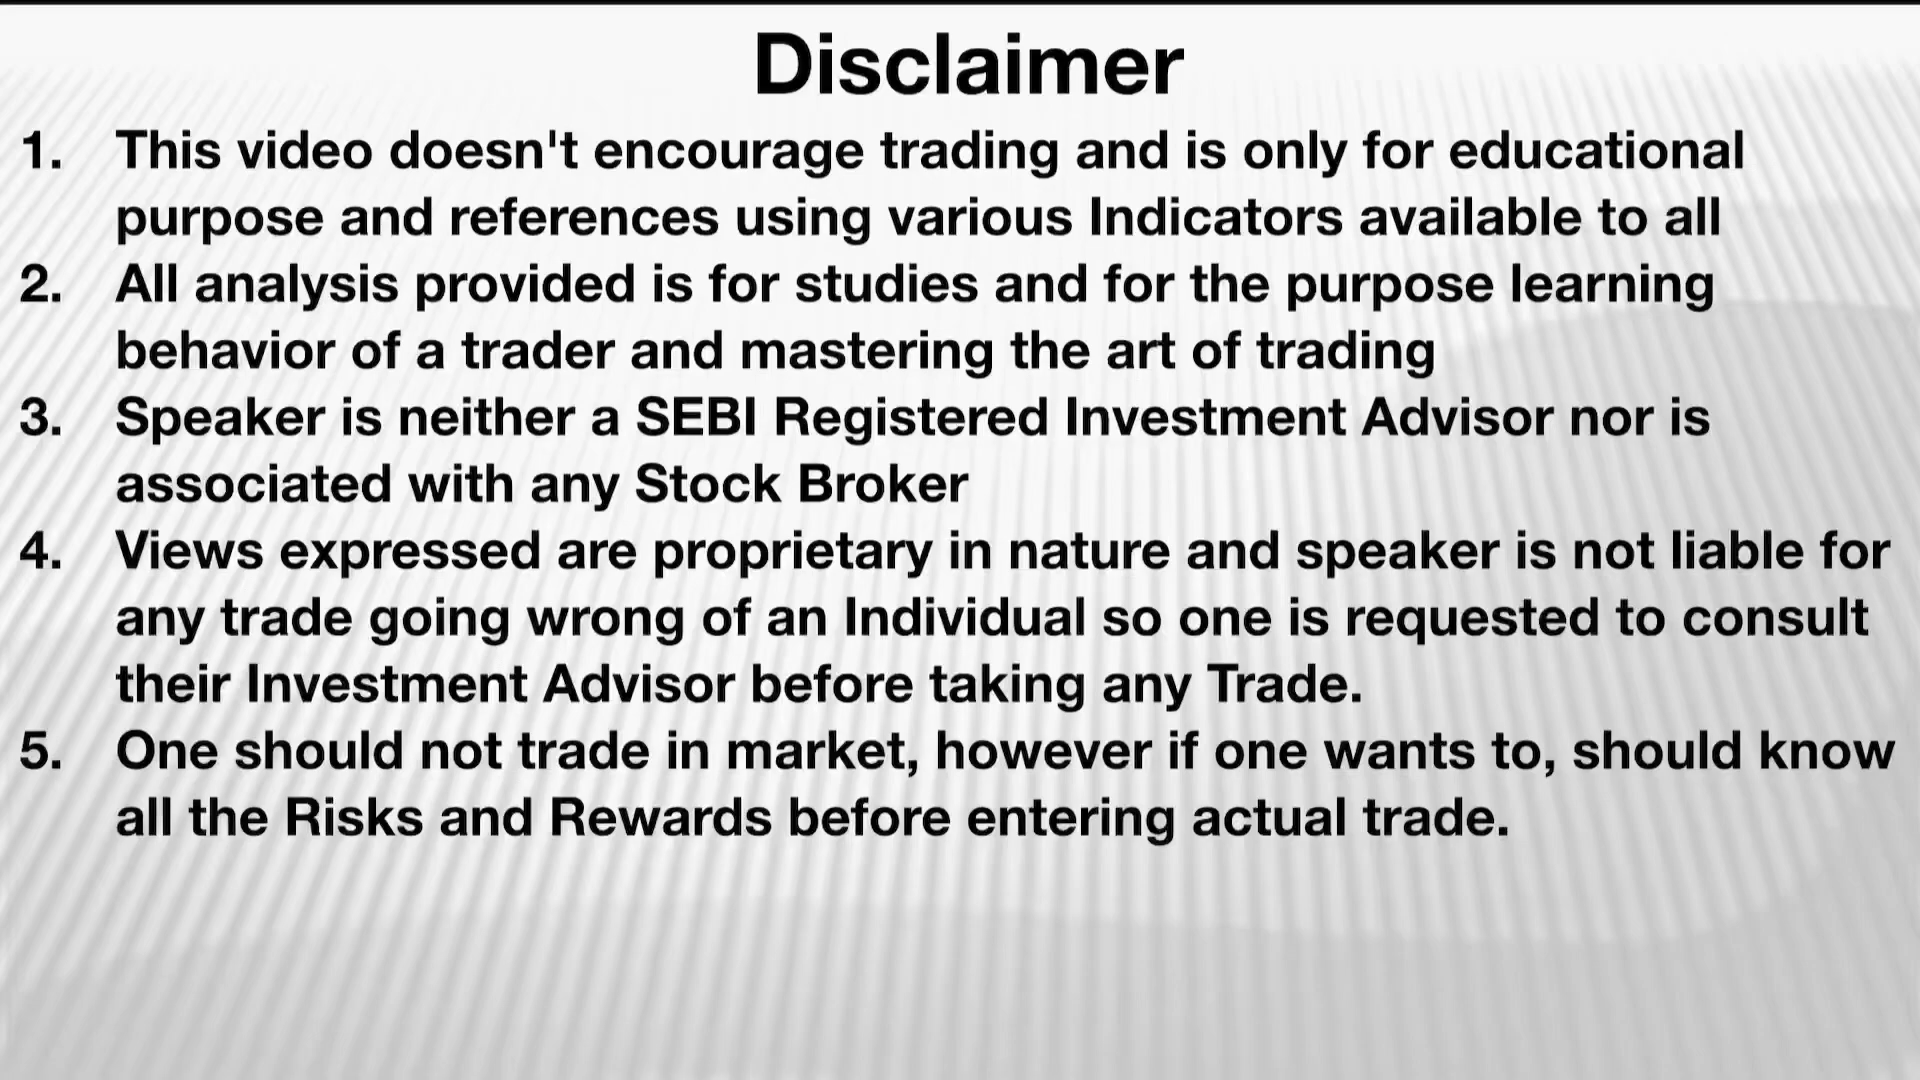 Disclaimer
1. This video doesn't encourage trading and is only for educational
purpose and references using various Indicators available to all
2. All analysis provided is for studies and for the purpose learning
behavior of a trader and mastering the art of trading
3. Speaker is neither a SEBI Registered Investment Advisor nor is
associated with any Stock Broker
4. Views expressed are proprietary in nature and speaker is not liable for
any trade going wrong of an Individual so one is requested to consult
their Investment Advisor before taking any Trade.
5. One should not trade in market, however if one wants to, should know
all the Risks and Rewards before entering actual trade.